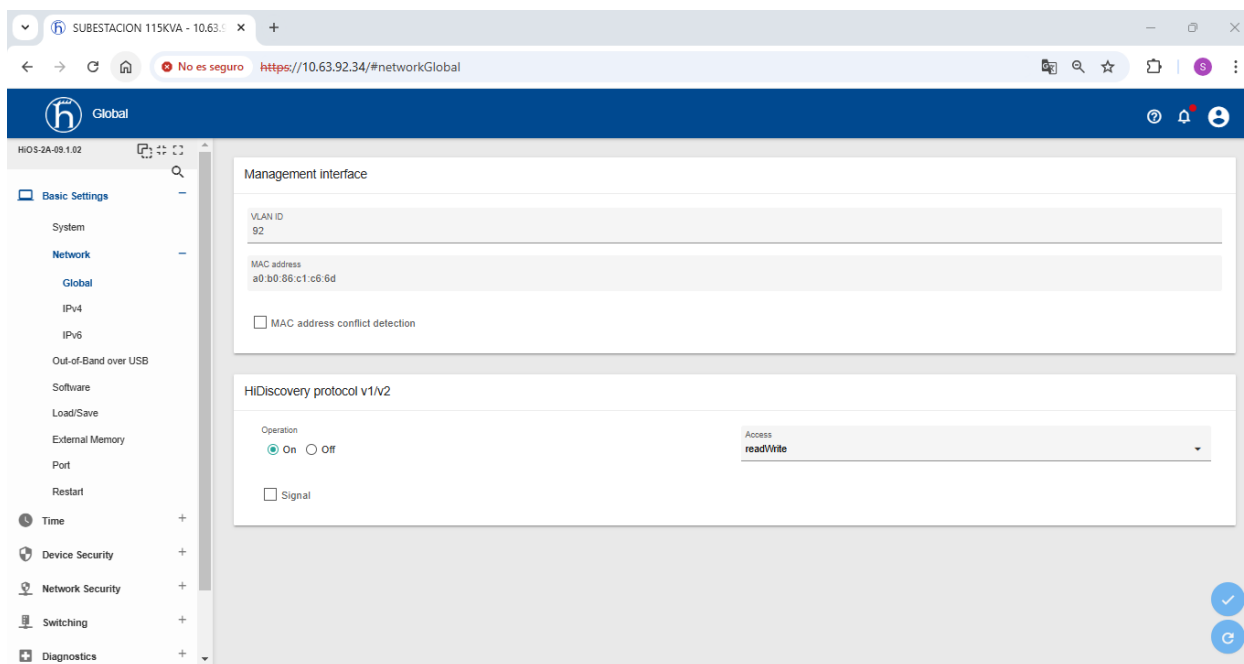 SUBESTACION 115KVA - 10.63.9
No es seguro https://10.63.92.34/#networkGlobal
S
Global
HiOS-2A-09.1.02
Basic Settings
System
Network
Global
IPv4
IPv6
Out-of-Band over USB
Software
Load/Save
External Memory
Port
Restart
Time
Device Security
Network Security
Switching
Diagnostics
Management interface
VLAN ID
92
MAC address
a0:b0:86:c1:c6:6d
MAC address conflict detection
HiDiscovery protocol v1/v2
Operation
On Off
Access
readWrite
Signal